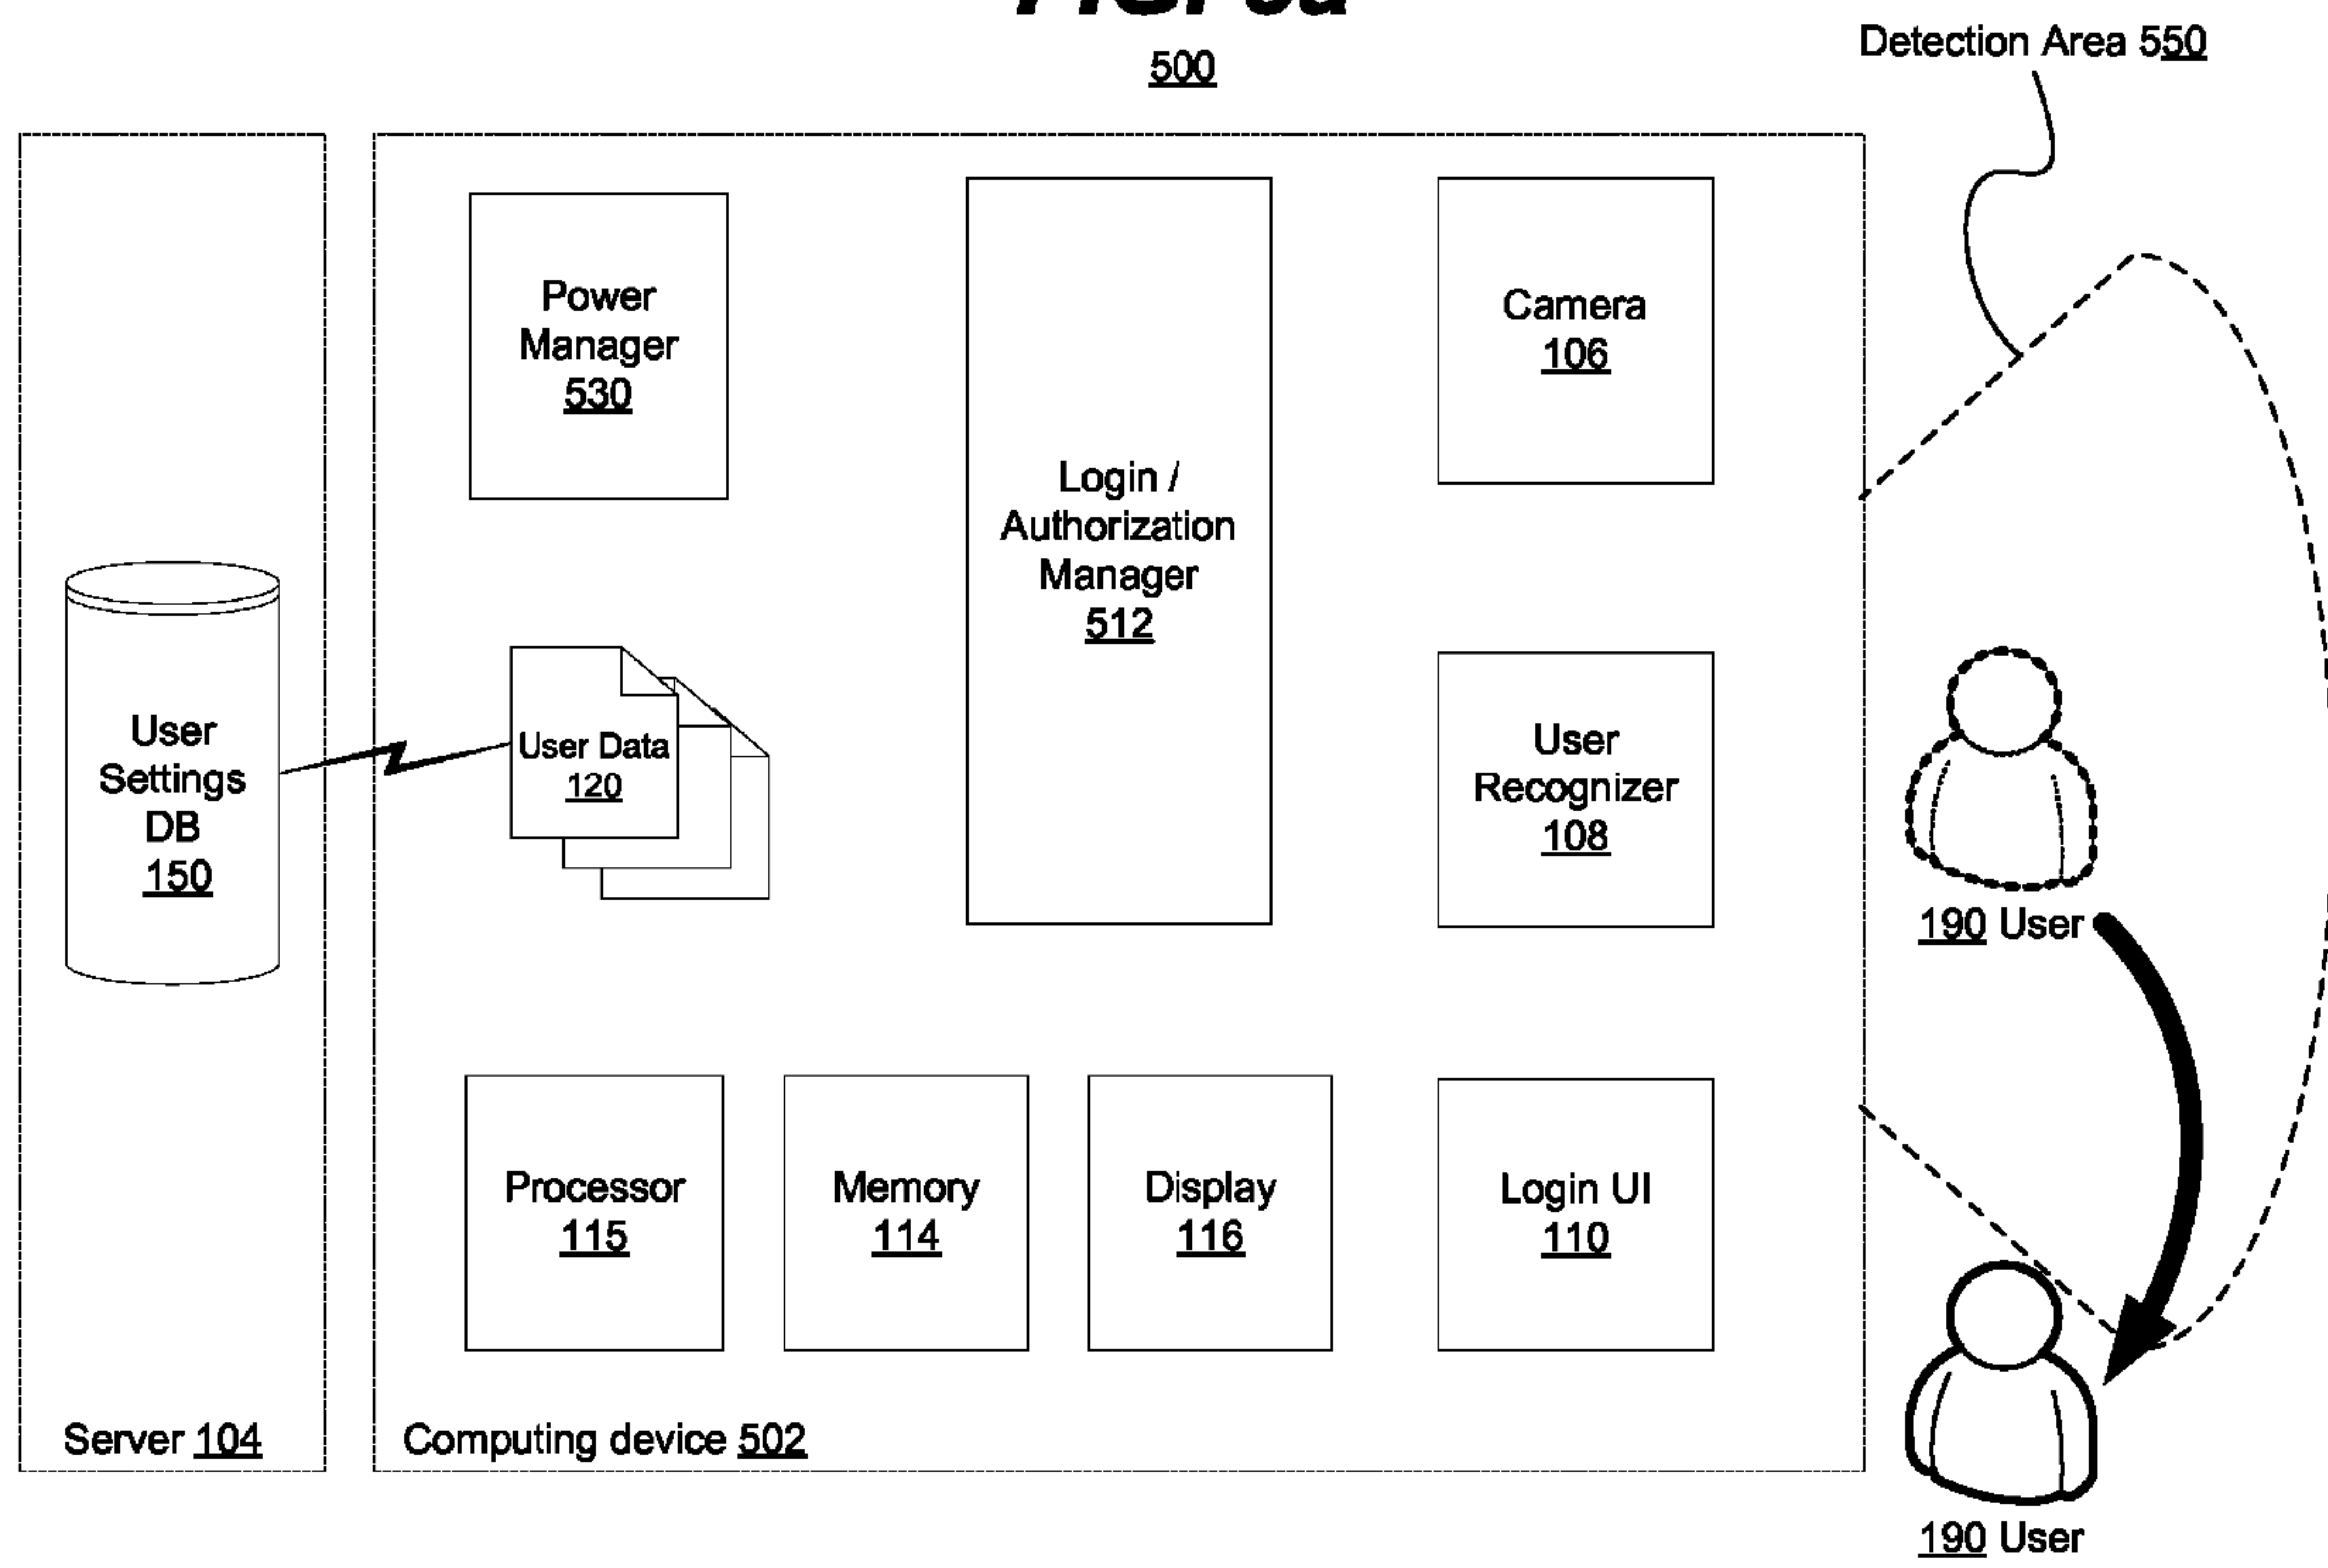 500
Detection Area 550
Power
Manager
530
Login /
Authorization
Manager
512
Camera
106
User
Settings
DB
150
User Data
120
User
Recognizer
108
190 User
Processor
115
Memory
114
Display
116
Login UI
110
Server 104
Computing device 502
190 User